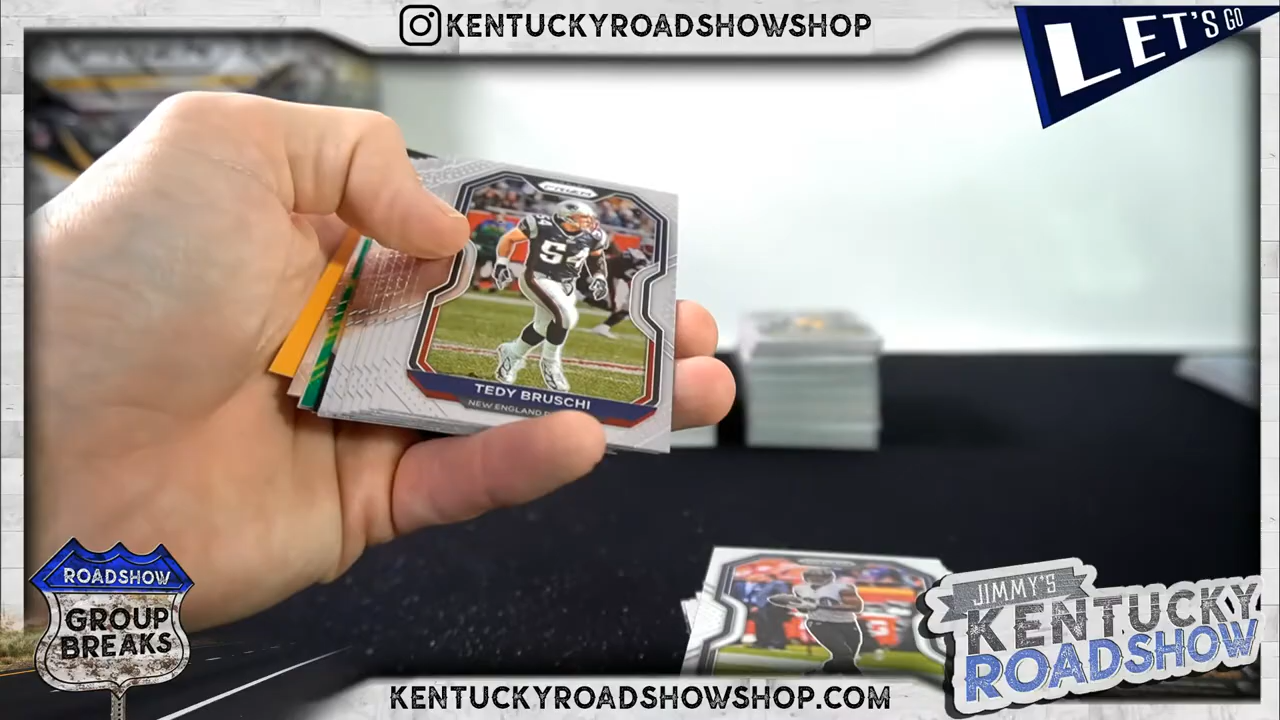 KENTUCKYROADSHOWSHOP
LET'S GO
PRIZM
54
TEDY BRUSCHI
NEW ENGLAND
ROADSHOW
GROUP
BREAKS
JIMMY'S
KENTUCKY
ROADSHOW
KENTUCKYROADSHOWSHOP.COM